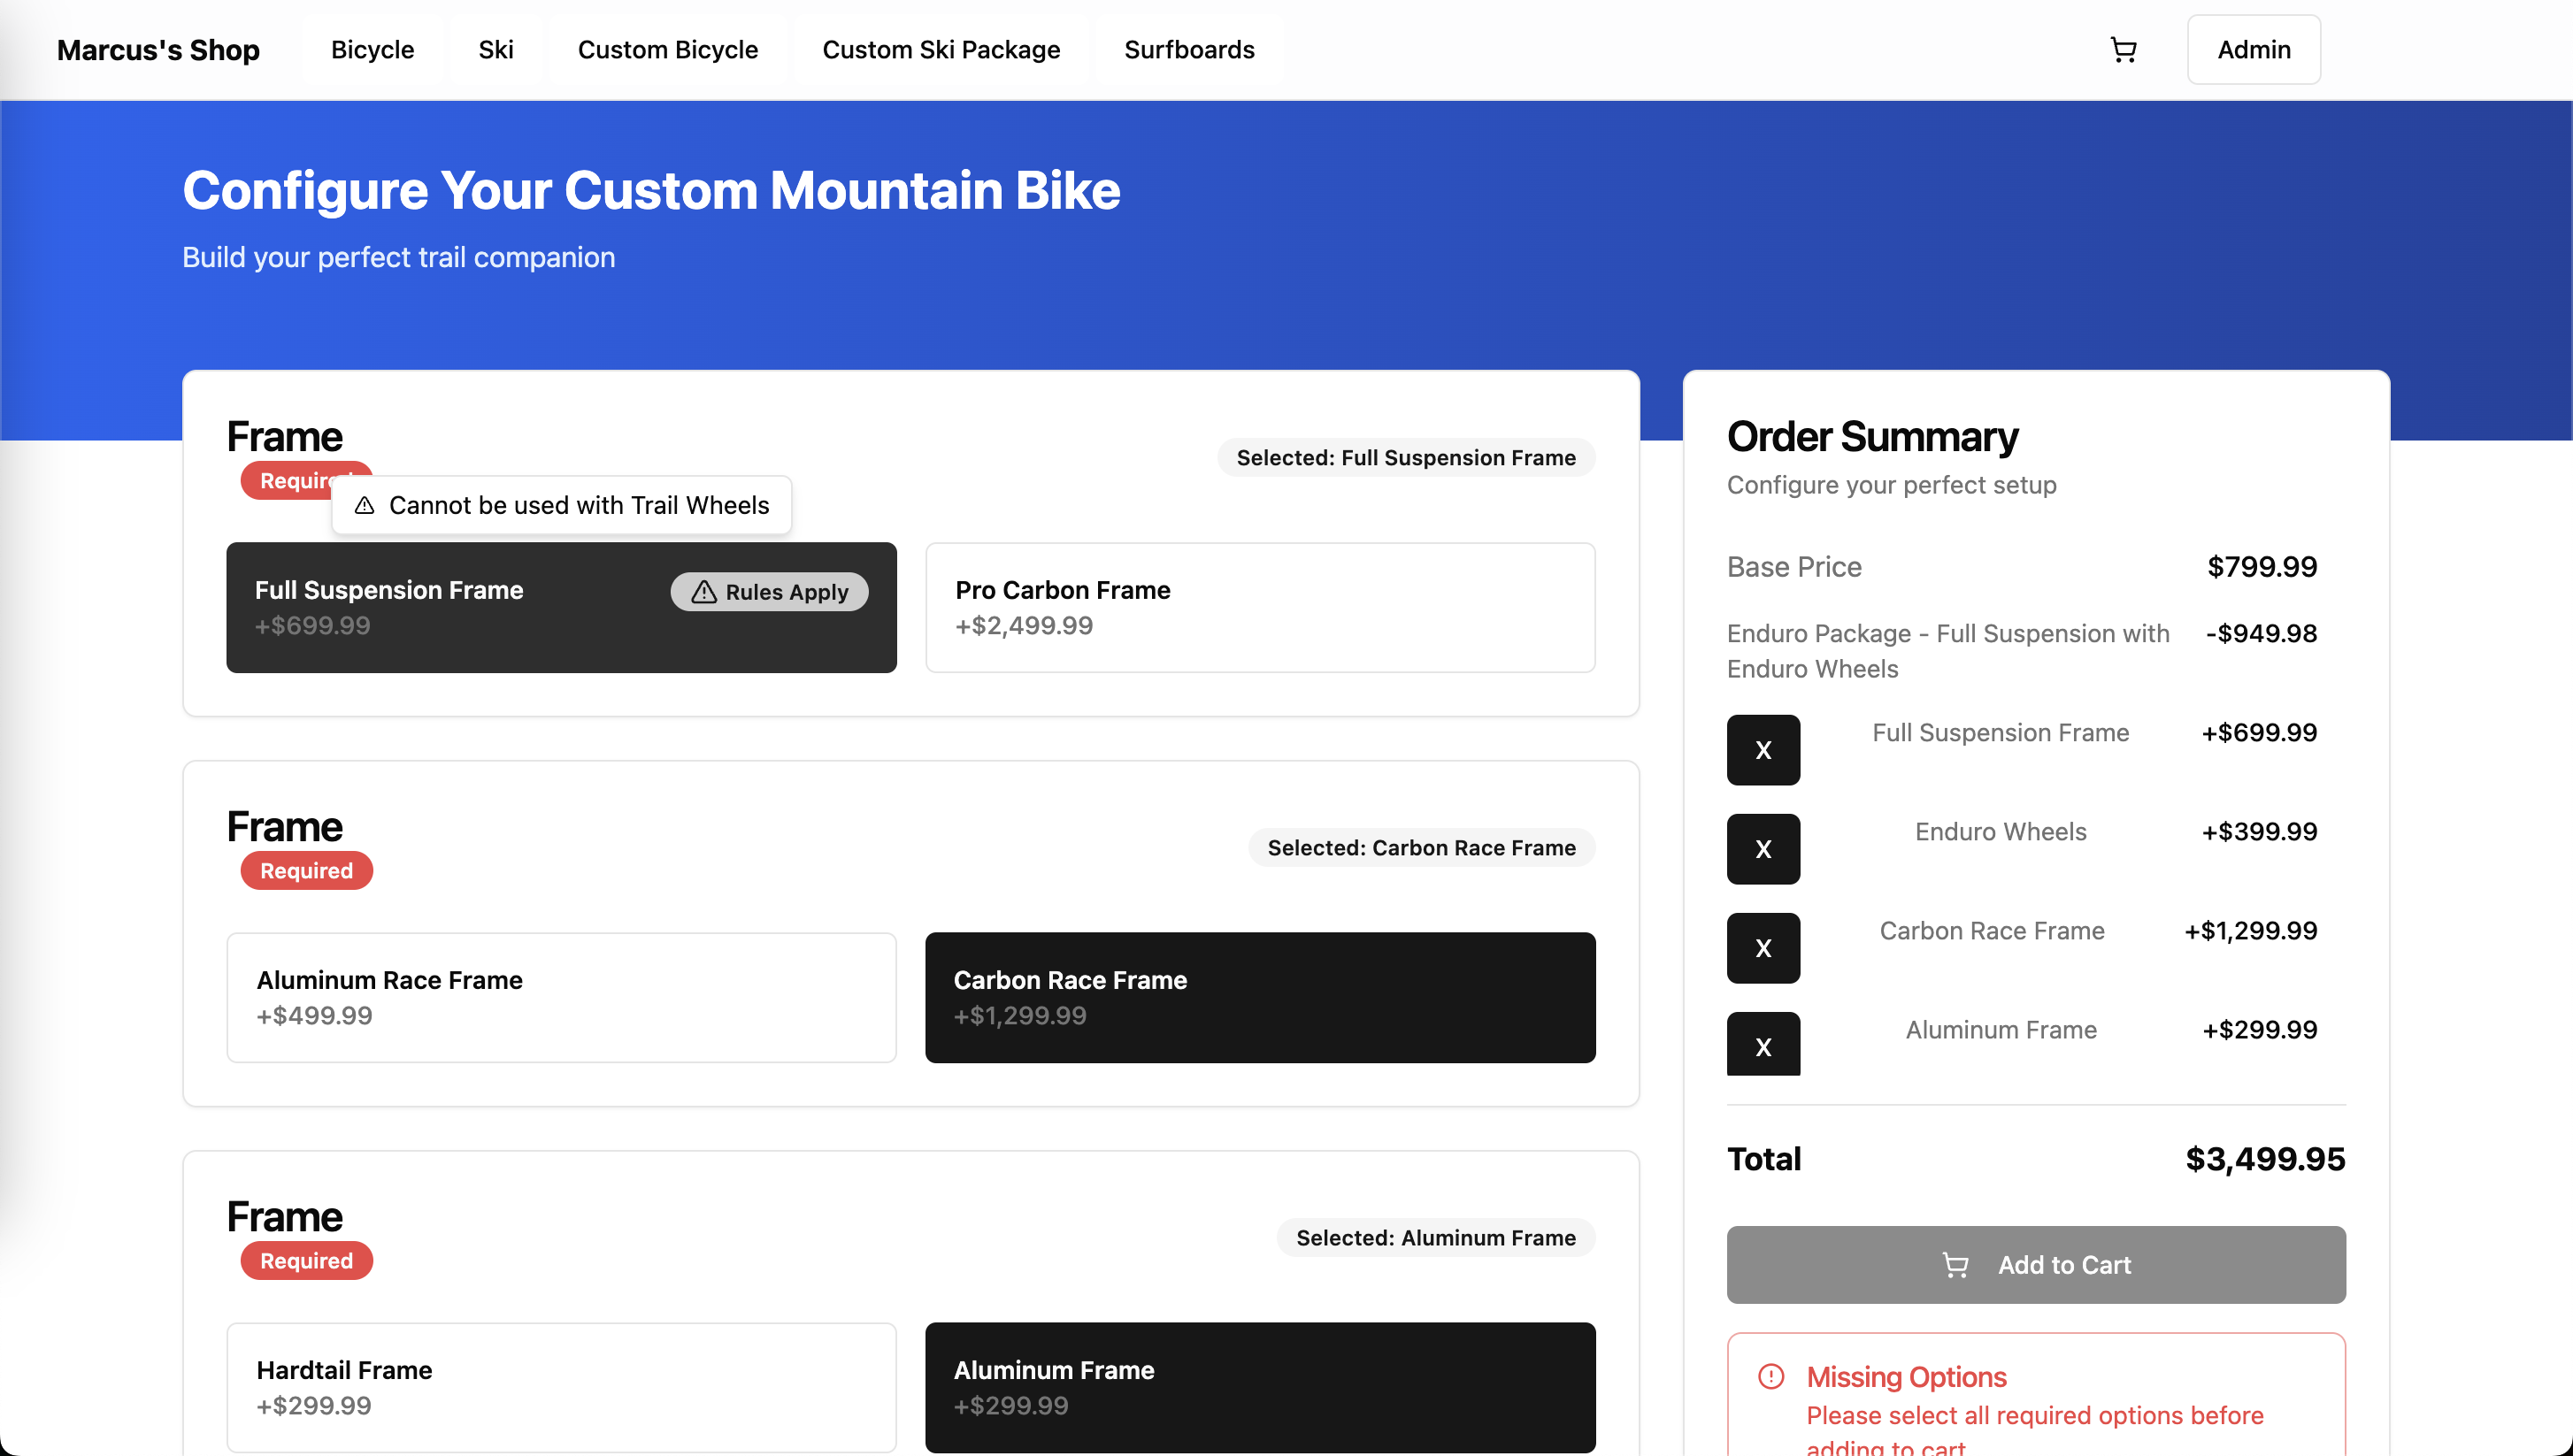 Marcus's Shop
Bicycle
Ski
Custom Bicycle
Custom Ski Package
Surfboards
Admin
Configure Your Custom Mountain Bike
Build your perfect trail companion
Frame
Required
Selected: Full Suspension Frame
Cannot be used with Trail Wheels
Full Suspension Frame
+$699.99
Rules Apply
Pro Carbon Frame
+$2,499.99
Frame
Required
Selected: Carbon Race Frame
Aluminum Race Frame
+$499.99
Carbon Race Frame
+$1,299.99
Frame
Required
Selected: Aluminum Frame
Hardtail Frame
+$299.99
Aluminum Frame
+$299.99
Order Summary
Configure your perfect setup
Base Price $799.99
Enduro Package - Full Suspension with -$949.98
Enduro Wheels
X Full Suspension Frame +$699.99
X Enduro Wheels +$399.99
X Carbon Race Frame +$1,299.99
X Aluminum Frame +$299.99
Total $3,499.95
Add to Cart
Missing Options
Please select all required options before
adding to cart